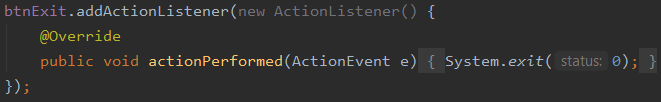 btnExit.addActionListener(new ActionListener() {
@Override
public void actionPerformed(ActionEvent e) { System.exit( status: 0); }
});